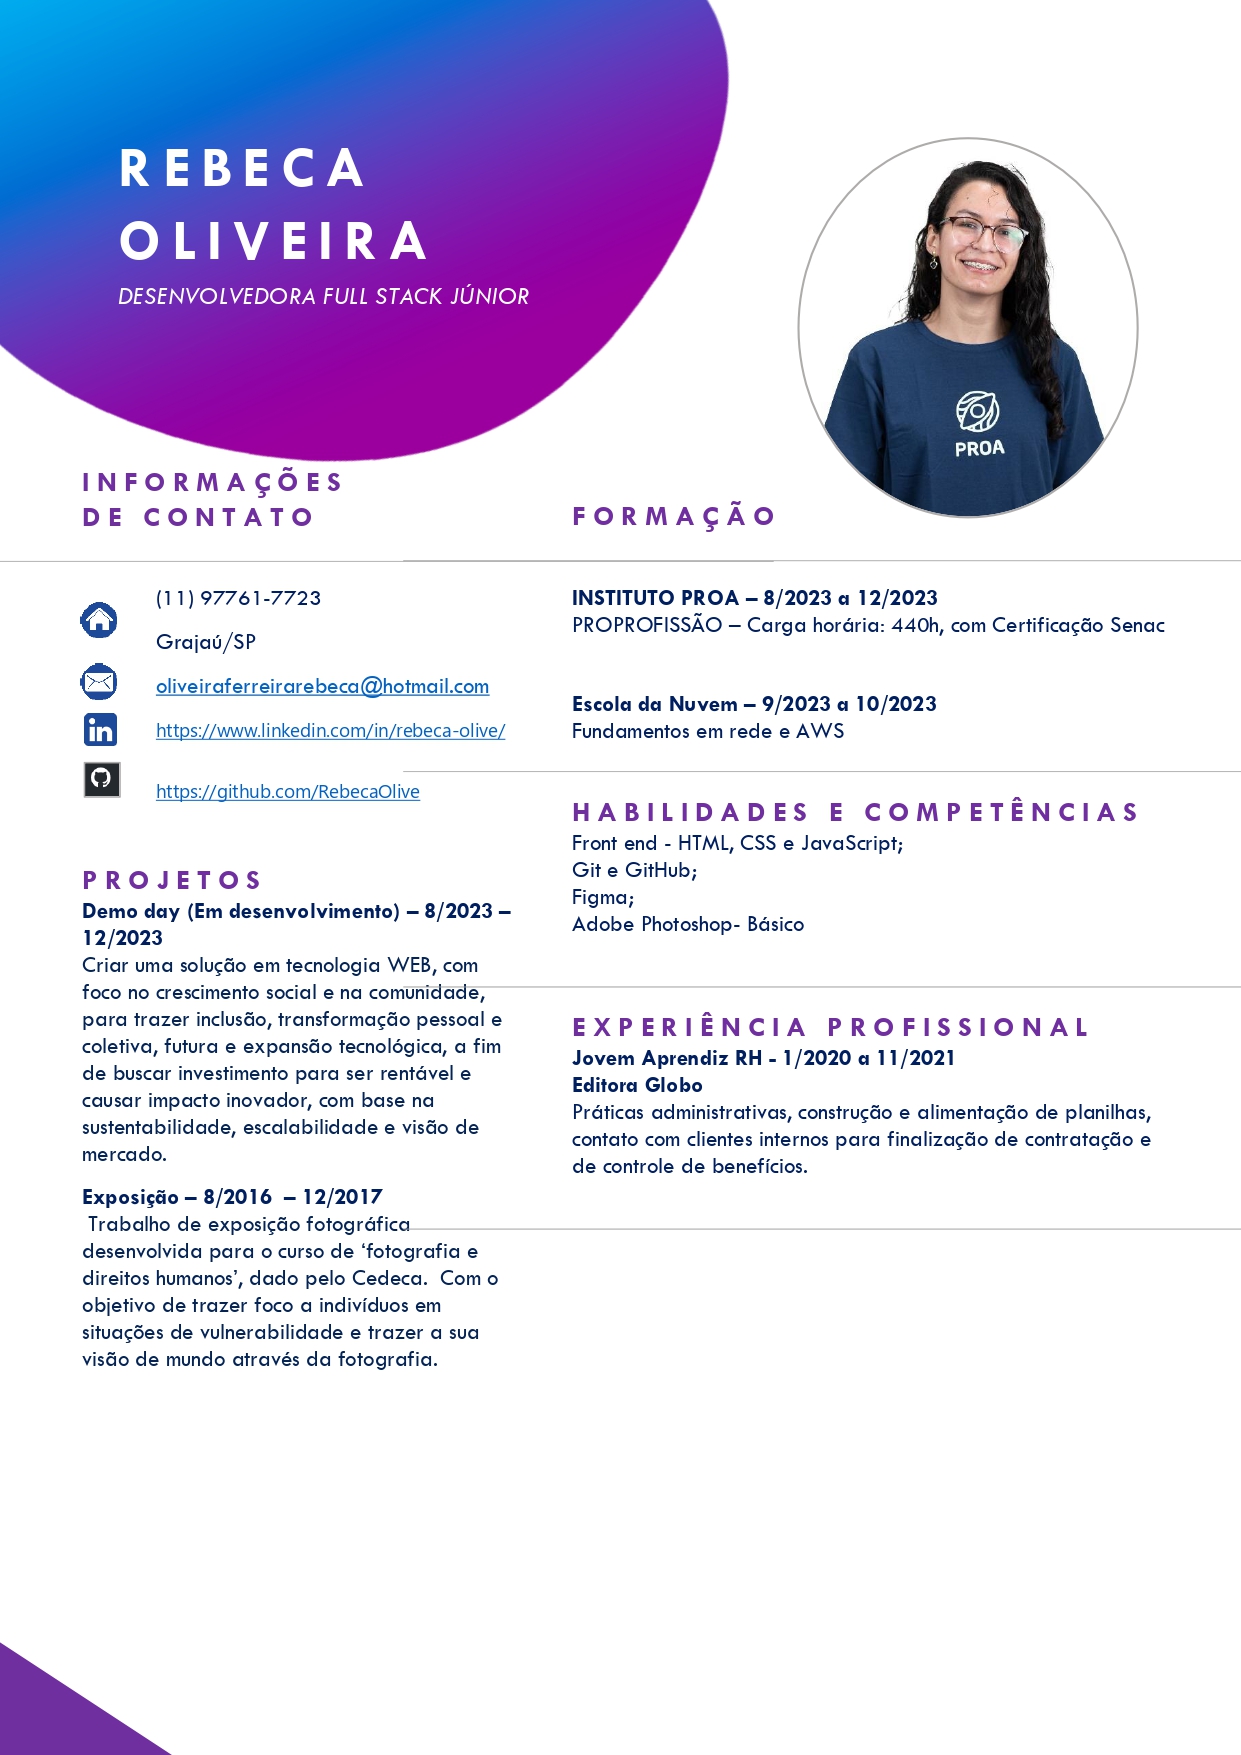 REBECA
OLIVEIRA
DESENVOLVEDORA FULL STACK JÚNIOR
PROA
INFORMAÇÕES
DE CONTATO
(11) 97761-7723
Grajaú/SP
oliveiraferreirarebeca@hotmail.com
https://www.linkedin.com/in/rebeca-olive/
https://github.com/RebecaOlive
PROJETOS
Demo day (Em desenvolvimento) – 8/2023 –
12/2023
Criar uma solução em tecnologia WEB, com
foco no crescimento social e na comunidade,
para trazer inclusão, transformação pessoal e
coletiva, futura e expansão tecnológica, a fim
de buscar investimento para ser rentável e
causar impacto inovador, com base na
sustentabilidade, escalabilidade e visão de
mercado.
Exposição – 8/2016  – 12/2017
Trabalho de exposição fotográfica
desenvolvida para o curso de ‘fotografia e
direitos humanos’, dado pelo Cedeca.  Com o
objetivo de trazer foco a indivíduos em
situações de vulnerabilidade e trazer a sua
visão de mundo através da fotografia.
FORMAÇÃO
INSTITUTO PROA – 8/2023 a 12/2023
PROPROFISSÃO – Carga horária: 440h, com Certificação Senac
Escola da Nuvem – 9/2023 a 10/2023
Fundamentos em rede e AWS
HABILIDADES E COMPETÊNCIAS
Front end - HTML, CSS e JavaScript;
Git e GitHub;
Figma;
Adobe Photoshop- Básico
EXPERIÊNCIA PROFISSIONAL
Jovem Aprendiz RH - 1/2020 a 11/2021
Editora Globo
Práticas administrativas, construção e alimentação de planilhas,
contato com clientes internos para finalização de contratação e
de controle de benefícios.